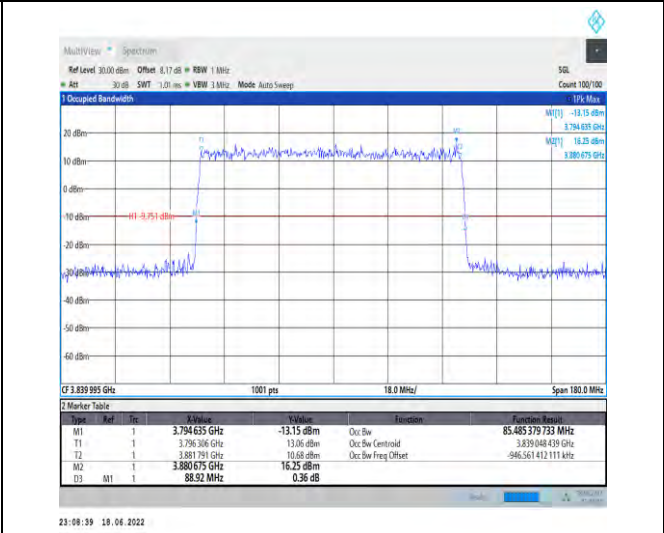 MultiView Spectrum
Ref Level 30.00 dBm Offset 8.17 dB RBW 1 MHz SGL
Att 30 dB SWT 1.01 ms VBW 3 MHz Mode Auto Sweep Count 100/100
1 Occupied Bandwidth 1Pk Max
M1[1] -13.15 dBm
3.794 635 GHz
M2[1] 16.25 dBm
3.880 675 GHz
20 dBm
10 dBm
0 dBm
-10 dBm H1 -9.751 dBm M1
-20 dBm
-30 dBm
-40 dBm
-50 dBm
-60 dBm
CF 3.839 995 GHz 1001 pts 18.0 MHz/ Span 180.0 MHz
2 Marker Table
Type Ref Trc X-Value Y-Value Function Function Result
M1 1 3.794 635 GHz -13.15 dBm Occ Bw 85.485 379 733 MHz
T1 1 3.796 306 GHz 13.06 dBm Occ Bw Centroid 3.839 048 439 GHz
T2 1 3.881 791 GHz 10.68 dBm Occ Bw Freq Offset -946.561 412 111 kHz
M2 1 3.880 675 GHz 16.25 dBm
D3 M1 1 88.92 MHz 0.36 dB
23:08:39 18.06.2022